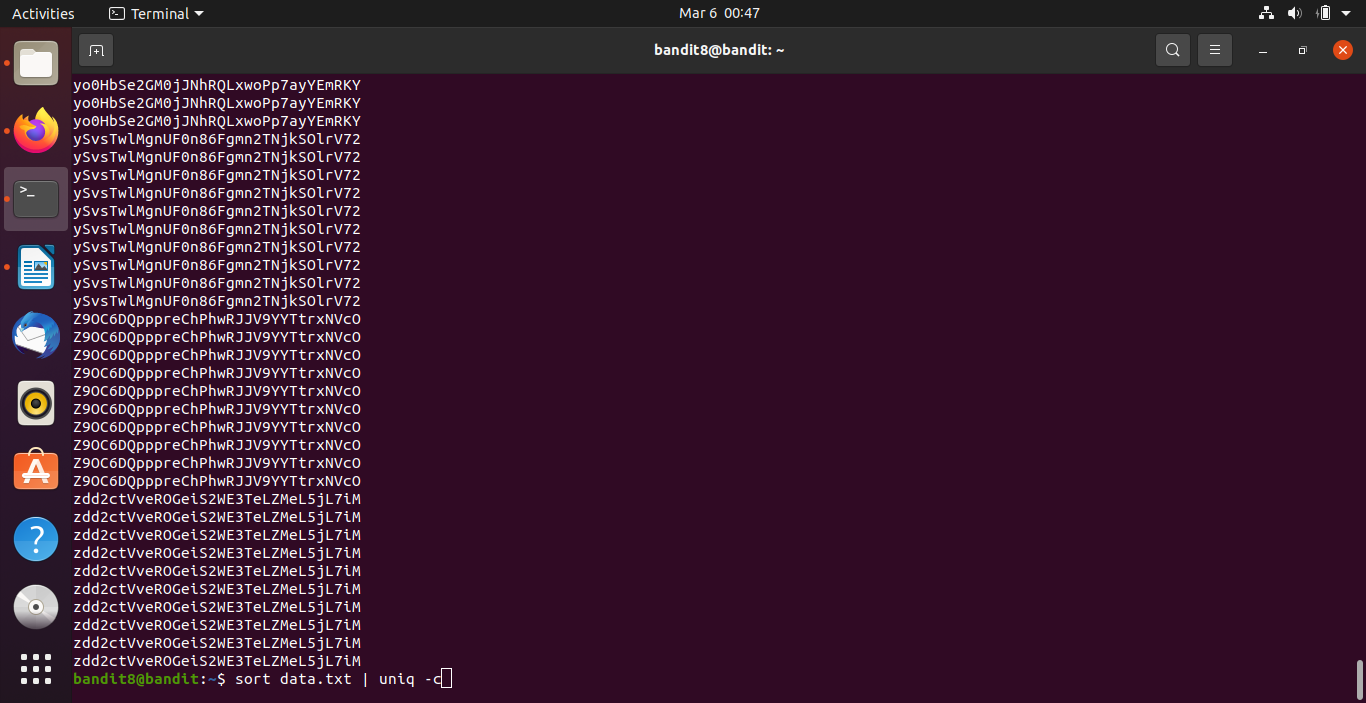 Activities
Terminal
Mar 6 00:47
bandit8@bandit: ~
yo0HbSe2GM0jJNhRQLxwoPp7ayYEmRKY
yo0HbSe2GM0jJNhRQLxwoPp7ayYEmRKY
yo0HbSe2GM0jJNhRQLxwoPp7ayYEmRKY
ySvsTwlMgnUF0n86Fgmn2TNjkSOlrV72
ySvsTwlMgnUF0n86Fgmn2TNjkSOlrV72
ySvsTwlMgnUF0n86Fgmn2TNjkSOlrV72
ySvsTwlMgnUF0n86Fgmn2TNjkSOlrV72
ySvsTwlMgnUF0n86Fgmn2TNjkSOlrV72
ySvsTwlMgnUF0n86Fgmn2TNjkSOlrV72
ySvsTwlMgnUF0n86Fgmn2TNjkSOlrV72
ySvsTwlMgnUF0n86Fgmn2TNjkSOlrV72
ySvsTwlMgnUF0n86Fgmn2TNjkSOlrV72
ySvsTwlMgnUF0n86Fgmn2TNjkSOlrV72
Z9OC6DQpppreChPhwRJJV9YYTtrxNVcO
Z9OC6DQpppreChPhwRJJV9YYTtrxNVcO
Z9OC6DQpppreChPhwRJJV9YYTtrxNVcO
Z9OC6DQpppreChPhwRJJV9YYTtrxNVcO
Z9OC6DQpppreChPhwRJJV9YYTtrxNVcO
Z9OC6DQpppreChPhwRJJV9YYTtrxNVcO
Z9OC6DQpppreChPhwRJJV9YYTtrxNVcO
Z9OC6DQpppreChPhwRJJV9YYTtrxNVcO
Z9OC6DQpppreChPhwRJJV9YYTtrxNVcO
Z9OC6DQpppreChPhwRJJV9YYTtrxNVcO
zdd2ctVveROGeiS2WE3TeLZMeL5jL7iM
zdd2ctVveROGeiS2WE3TeLZMeL5jL7iM
zdd2ctVveROGeiS2WE3TeLZMeL5jL7iM
zdd2ctVveROGeiS2WE3TeLZMeL5jL7iM
zdd2ctVveROGeiS2WE3TeLZMeL5jL7iM
zdd2ctVveROGeiS2WE3TeLZMeL5jL7iM
zdd2ctVveROGeiS2WE3TeLZMeL5jL7iM
zdd2ctVveROGeiS2WE3TeLZMeL5jL7iM
zdd2ctVveROGeiS2WE3TeLZMeL5jL7iM
zdd2ctVveROGeiS2WE3TeLZMeL5jL7iM
bandit8@bandit:~$ sort data.txt | uniq -c